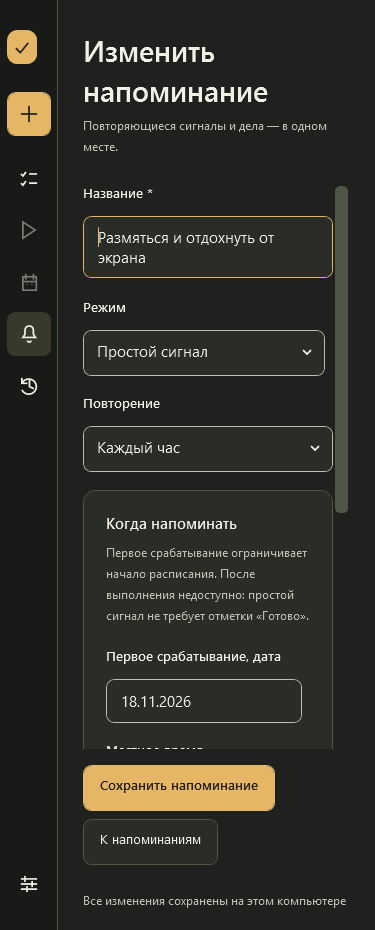 Изменить
напоминание
Повторяющиеся сигналы и дела — в одном
месте.
Название *
Размяться и отдохнуть от
экрана
Режим
Простой сигнал
Повторение
Каждый час
Когда напоминать
Первое срабатывание ограничивает
начало расписания. После
выполнения недоступно: простой
сигнал не требует отметки «Готово».
Первое срабатывание, дата
18.11.2026
Местное время
Сохранить напоминание
К напоминаниям
Все изменения сохранены на этом компьютере